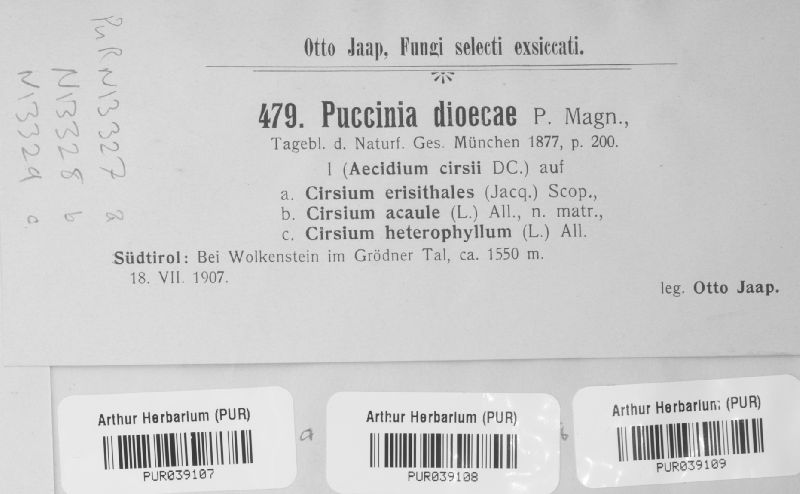 Otto Jaap, Fungi selecti exsiccati.
479. Puccinia dioecae P. Magn.,
Tagebl. d. Naturf. Ges. München 1877, p. 200.
I (Aecidium cirsii DC.) auf
a. Cirsium erisithales (Jacq.) Scop.,
b. Cirsium acaule (L.) All., n. matr.,
c. Cirsium heterophyllum (L.) All.
Südtirol: Bei Wolkenstein im Grödner Tal, ca. 1550 m.
18. VII. 1907.
leg. Otto Jaap.
PUR N13327 a
N13328 b
N13329 c
Arthur Herbarium (PUR)
PUR039107
a
Arthur Herbarium (PUR)
PUR039108
b
Arthur Herbarium (PUR)
PUR039109